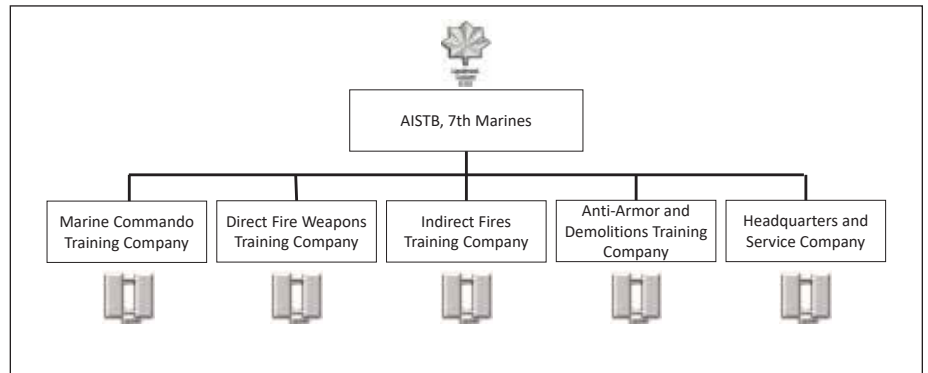 AISTB, 7th Marines
Marine Commando
Training Company
Direct Fire Weapons
Training Company
Indirect Fires
Training Company
Anti-Armor and
Demolitions Training
Company
Headquarters and
Service Company